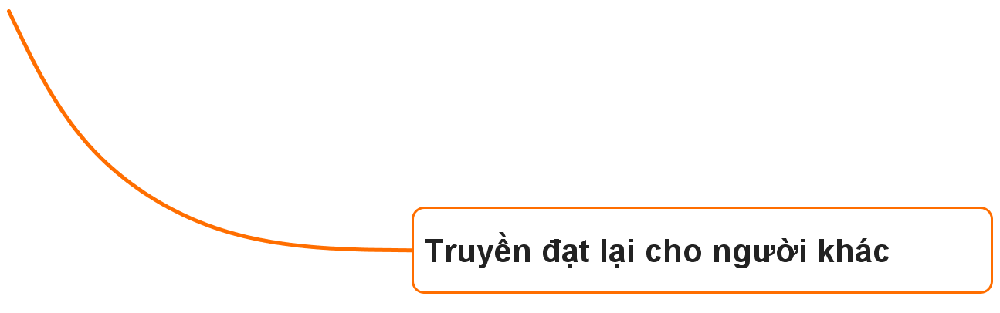 Truyền đạt lại cho người khác